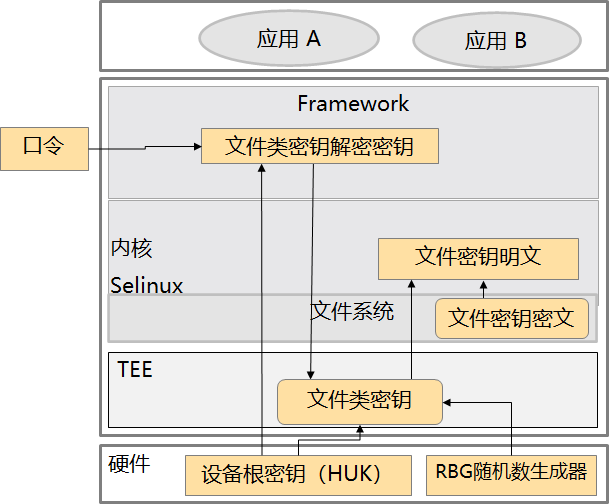 应用 A
应用 B
Framework
口令
文件类密钥解密密钥
内核
文件密钥明文
Selinux
文件系统
文件密钥密文
TEE
文件类密钥
硬件
设备根密钥（HUK）
RBG随机数生成器